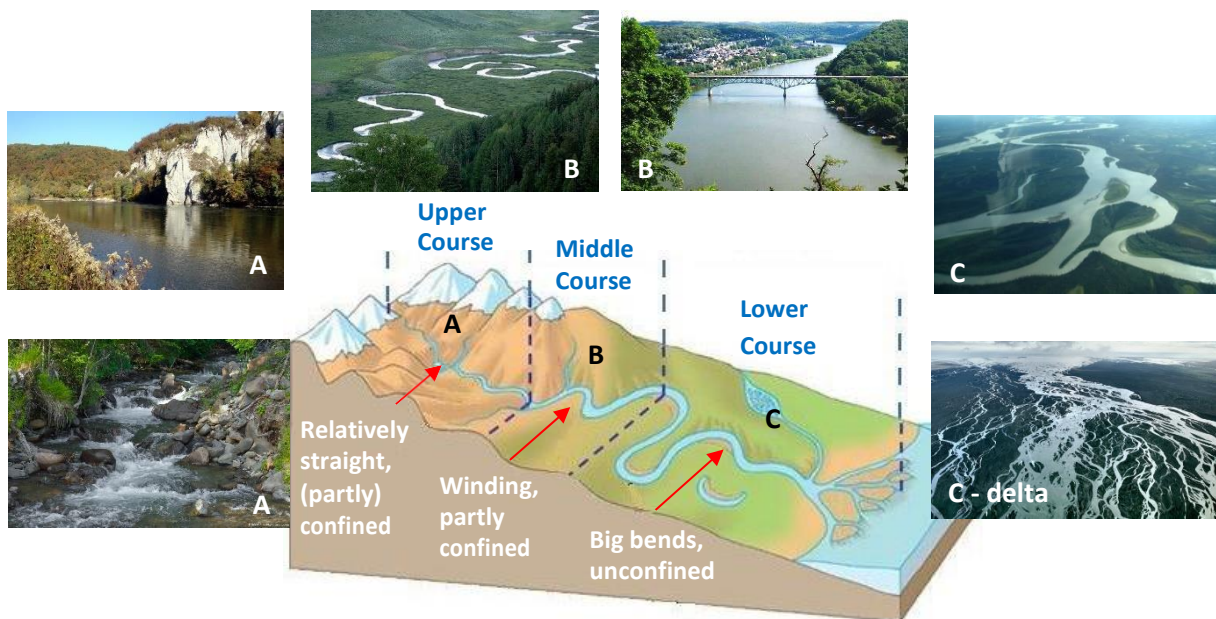 B
B
A
C
Upper
Course
Middle
Course
Lower
Course
A
B
C
A
C - delta
Relatively
straight,
(partly)
confined
Winding,
partly
confined
Big bends,
unconfined